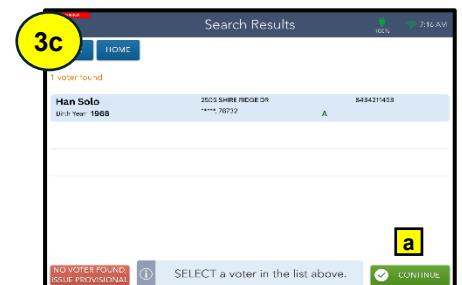 3c
Search Results
100%
7:16 AM
HOME
1 voter found
Han Solo
2505 SHIRE RIDGE DR
Birth Year: 1968
*****, 78732
A
a
NO VOTER FOUND,
ISSUE PROVISIONAL
SELECT a voter in the list above.
CONTINUE